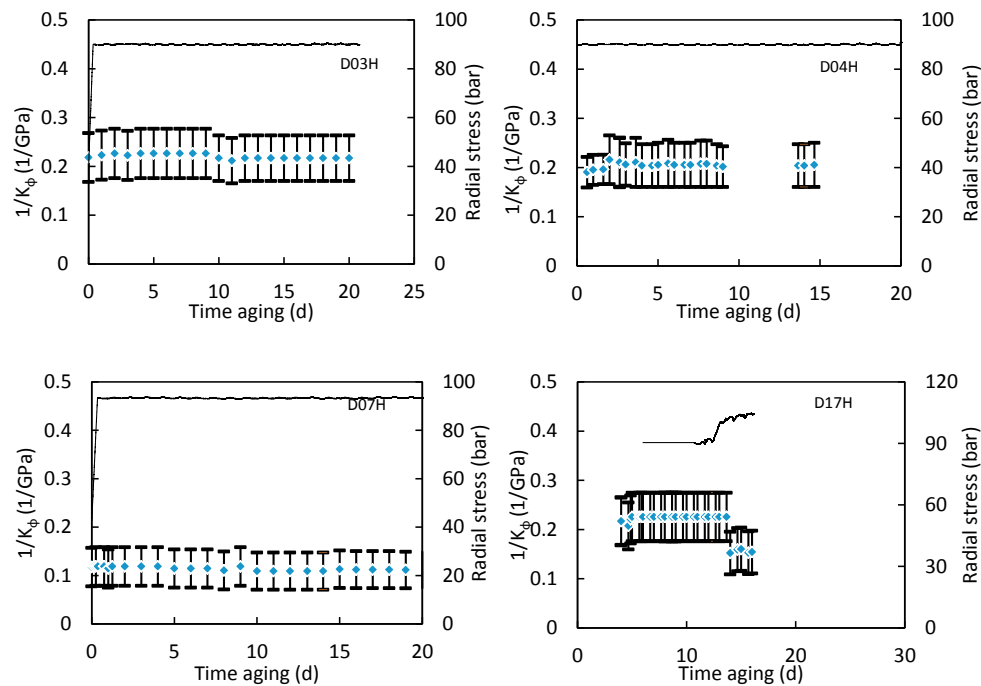 D03H
1/Kϕ (1/GPa)
0.5
0.4
0.3
0.2
0.1
0
0 5 10 15 20 25
Time aging (d)
100
80
60
40
20
0
Radial stress (bar)
D04H
1/Kϕ (1/GPa)
0.5
0.4
0.3
0.2
0.1
0
0 5 10 15 20
Time aging (d)
100
80
60
40
20
0
Radial stress (bar)
D07H
1/Kϕ (1/GPa)
0.5
0.4
0.3
0.2
0.1
0
0 5 10 15 20
Time aging (d)
100
80
60
40
20
0
Radial stress (bar)
D17H
1/Kϕ (1/GPa)
0.5
0.4
0.3
0.2
0.1
0
0 10 20 30
Time aging (d)
120
90
60
30
0
Radial stress (bar)